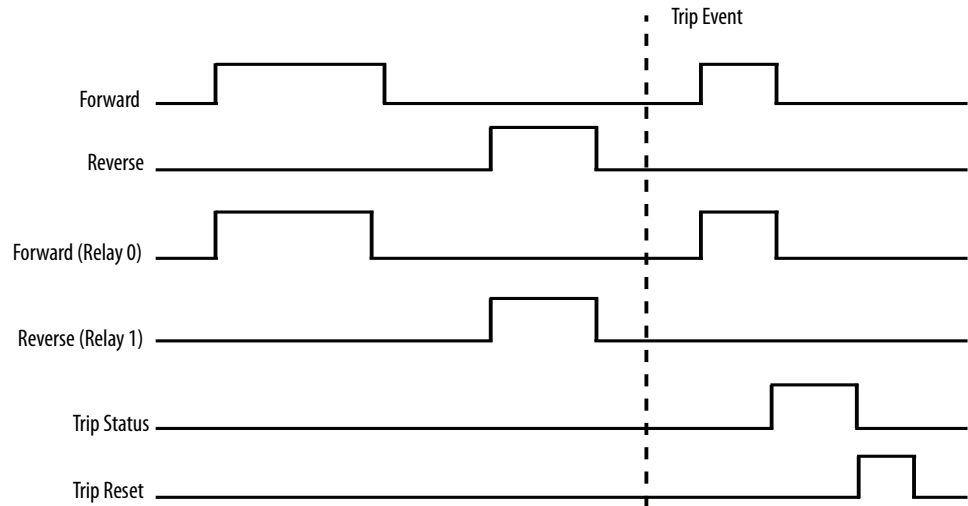 Trip Event
Forward
Reverse
Forward (Relay 0)
Reverse (Relay 1)
Trip Status
Trip Reset